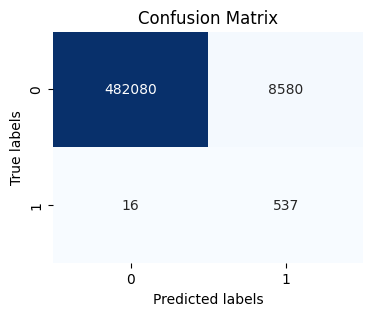 Confusion Matrix
True labels
0
482080
8580
1
16
537
0
1
Predicted labels